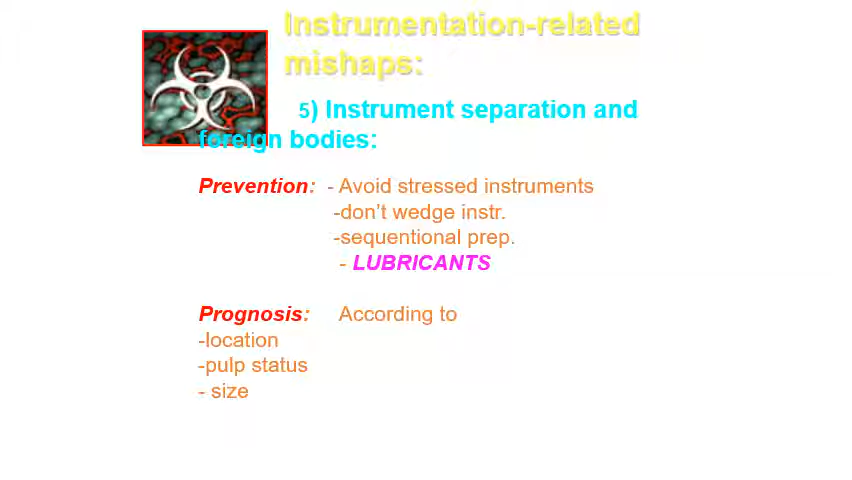 Instrumentation-related
mishaps:
5) Instrument separation and
foreign bodies:
Prevention: - Avoid stressed instruments
-don’t wedge instr.
-sequentional prep.
- LUBRICANTS
Prognosis: According to
-location
-pulp status
- size